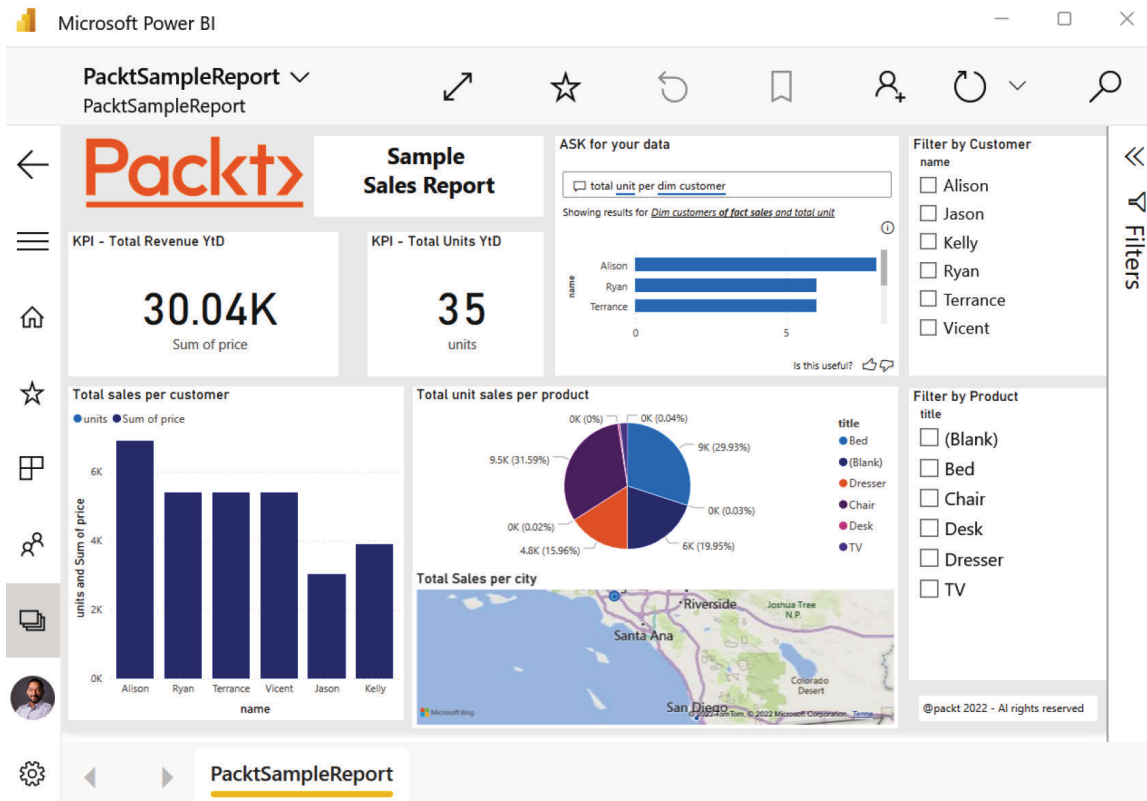 Microsoft Power BI
PacktSampleReport
PacktSampleReport
Packt
Sample
Sales Report
ASK for your data
total unit per dim customer
Showing results for Dim customers of fact sales and total unit
Alison
Ryan
Terrance
name
0 5
Is this useful?
Filter by Customer
name
Alison
Jason
Kelly
Ryan
Terrance
Vicent
Filters
KPI - Total Revenue YtD
30.04K
Sum of price
KPI - Total Units YtD
35
units
Total sales per customer
units Sum of price
units and Sum of price
6K
4K
2K
0K
Alison Ryan Terrance Vicent Jason Kelly
name
Total unit sales per product
0K (0%)
0K (0.04%)
9K (29.93%)
9.5K (31.59%)
0K (0.03%)
0K (0.02%)
4.8K (15.96%)
6K (19.95%)
title
Bed
(Blank)
Dresser
Chair
Desk
TV
Total Sales per city
Riverside
Joshua Tree
N.P.
Santa Ana
Colorado
Desert
San Diego
Microsoft Bing
© 2022 TomTom, © 2022 Microsoft Corporation Terms
Filter by Product
title
(Blank)
Bed
Chair
Desk
Dresser
TV
@packt 2022 - Al rights reserved
PacktSampleReport